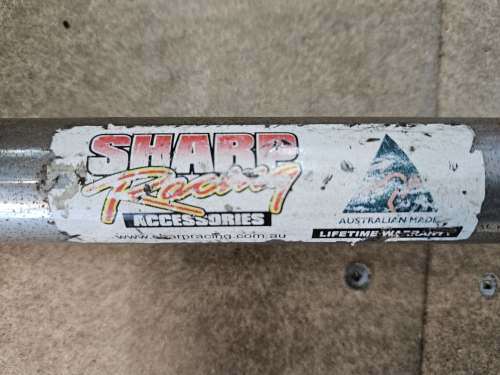 SHARP
Racing
ACCESSORIES
www.sharpracing.com.au
AUSTRALIAN MADE
LIFETIME WARRANTY